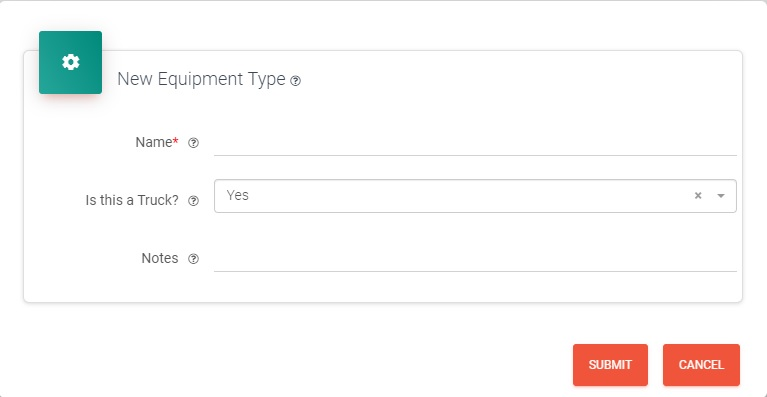 New Equipment Type
Name*
Is this a Truck?
Yes
Notes
SUBMIT CANCEL